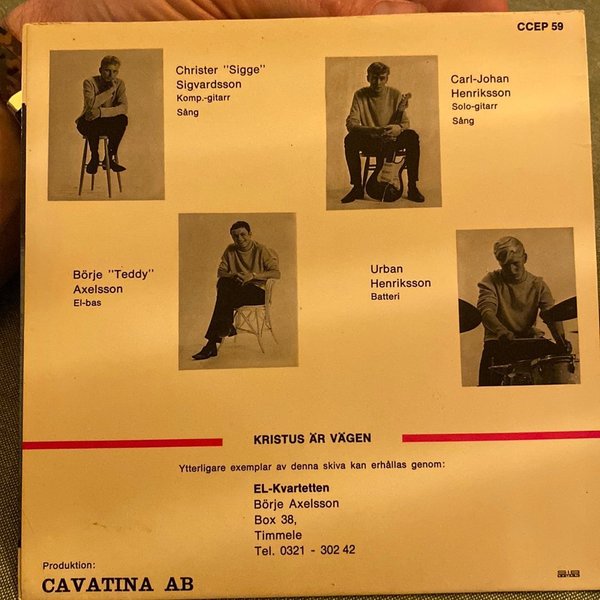 CCEP 59
Christer "Sigge"
Sigvardsson
Komp.-gitarr
Sång
Carl-Johan
Henriksson
Solo-gitarr
Sång
Börje "Teddy"
Axelsson
El-bas
Urban
Henriksson
Batteri
KRISTUS ÄR VÄGEN
Ytterligare exemplar av denna skiva kan erhållas genom:
EL-Kvartetten
Börje Axelsson
Box 38,
Timmele
Tel. 0321 - 302 42
Produktion:
CAVATINA AB